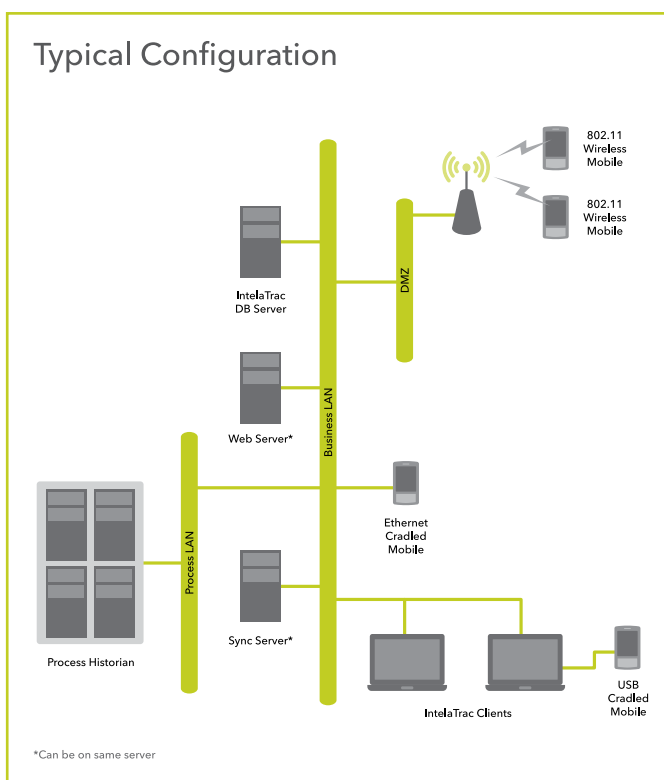 Typical Configuration
802.11
Wireless
Mobile
802.11
Wireless
Mobile
DMZ
IntelaTrac
DB Server
Business LAN
Web Server*
Process LAN
Ethernet
Cradled
Mobile
Process Historian
Sync Server*
IntelaTrac Clients
USB
Cradled
Mobile
*Can be on same server